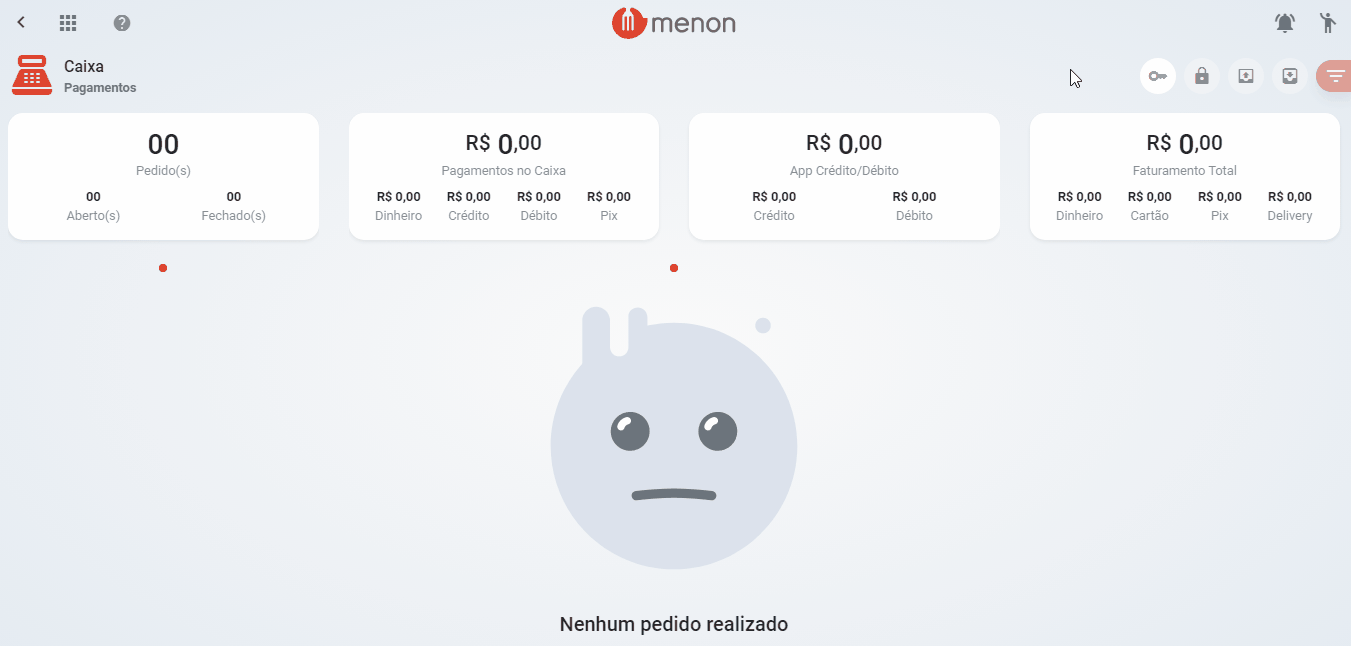 menon
Caixa
Pagamentos
00
Pedido(s)
00 00
Aberto(s) Fechado(s)
R$ 0,00
Pagamentos no Caixa
R$ 0,00 R$ 0,00 R$ 0,00 R$ 0,00
Dinheiro Crédito Débito Pix
R$ 0,00
App Crédito/Débito
R$ 0,00 R$ 0,00
Crédito Débito
R$ 0,00
Faturamento Total
R$ 0,00 R$ 0,00 R$ 0,00 R$ 0,00
Dinheiro Cartão Pix Delivery
Nenhum pedido realizado